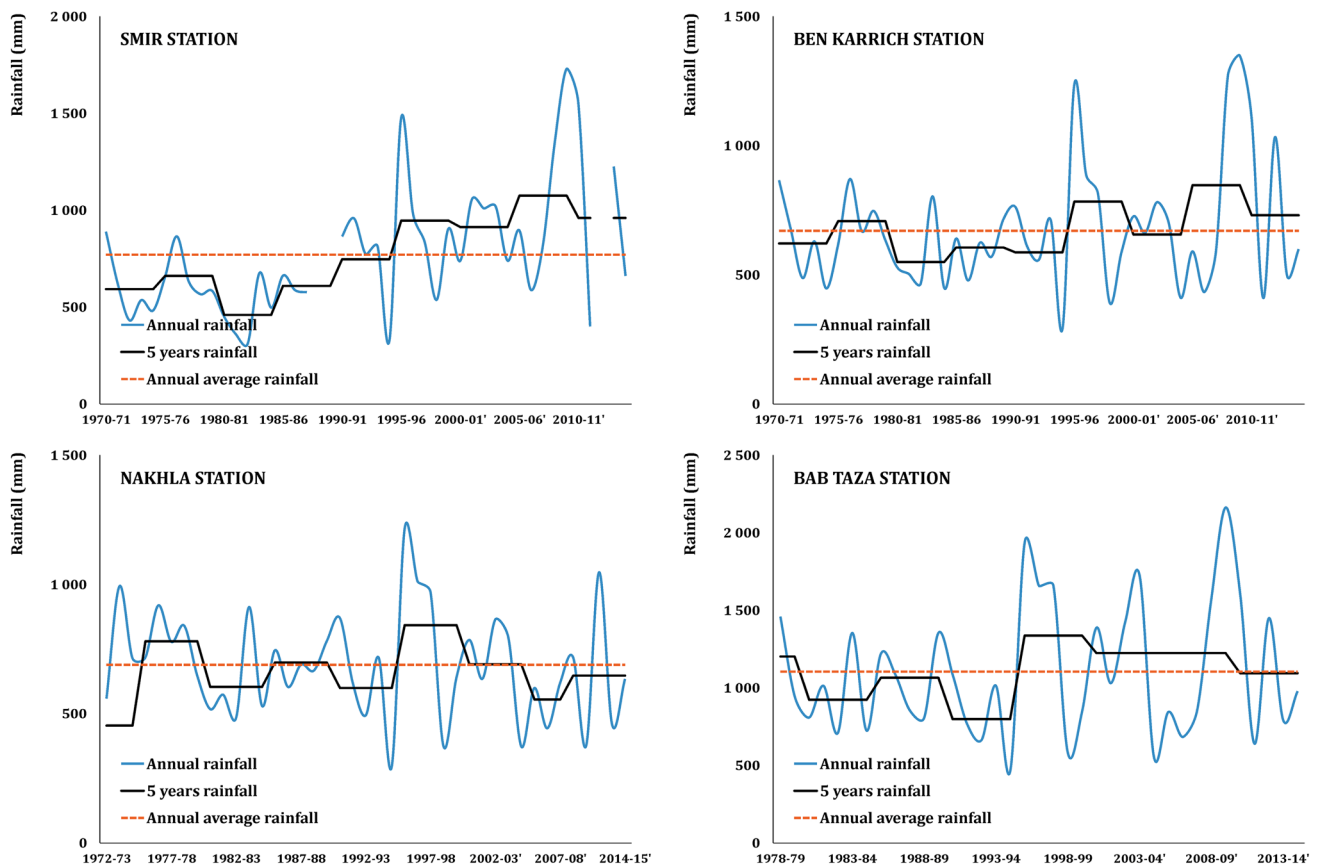 SMIR STATION
Rainfall (mm)
2 000
1 500
1 000
500
0
Annual rainfall
5 years rainfall
Annual average rainfall
1970-71 1975-76 1980-81 1985-86 1990-91 1995-96 2000-01' 2005-06' 2010-11'
BEN KARRICH STATION
Rainfall (mm)
1 500
1 000
500
0
Annual rainfall
5 years rainfall
Annual average rainfall
1970-71 1975-76 1980-81 1985-86 1990-91 1995-96 2000-01' 2005-06' 2010-11'
NAKHLA STATION
Rainfall (mm)
1 500
1 000
500
0
Annual rainfall
5 years rainfall
Annual average rainfall
1972-73 1977-78 1982-83 1987-88 1992-93 1997-98 2002-03' 2007-08' 2014-15'
BAB TAZA STATION
Rainfall (mm)
2 500
2 000
1 500
1 000
500
0
Annual rainfall
5 years rainfall
Annual average rainfall
1978-79 1983-84 1988-89 1993-94 1998-99 2003-04' 2008-09' 2013-14'